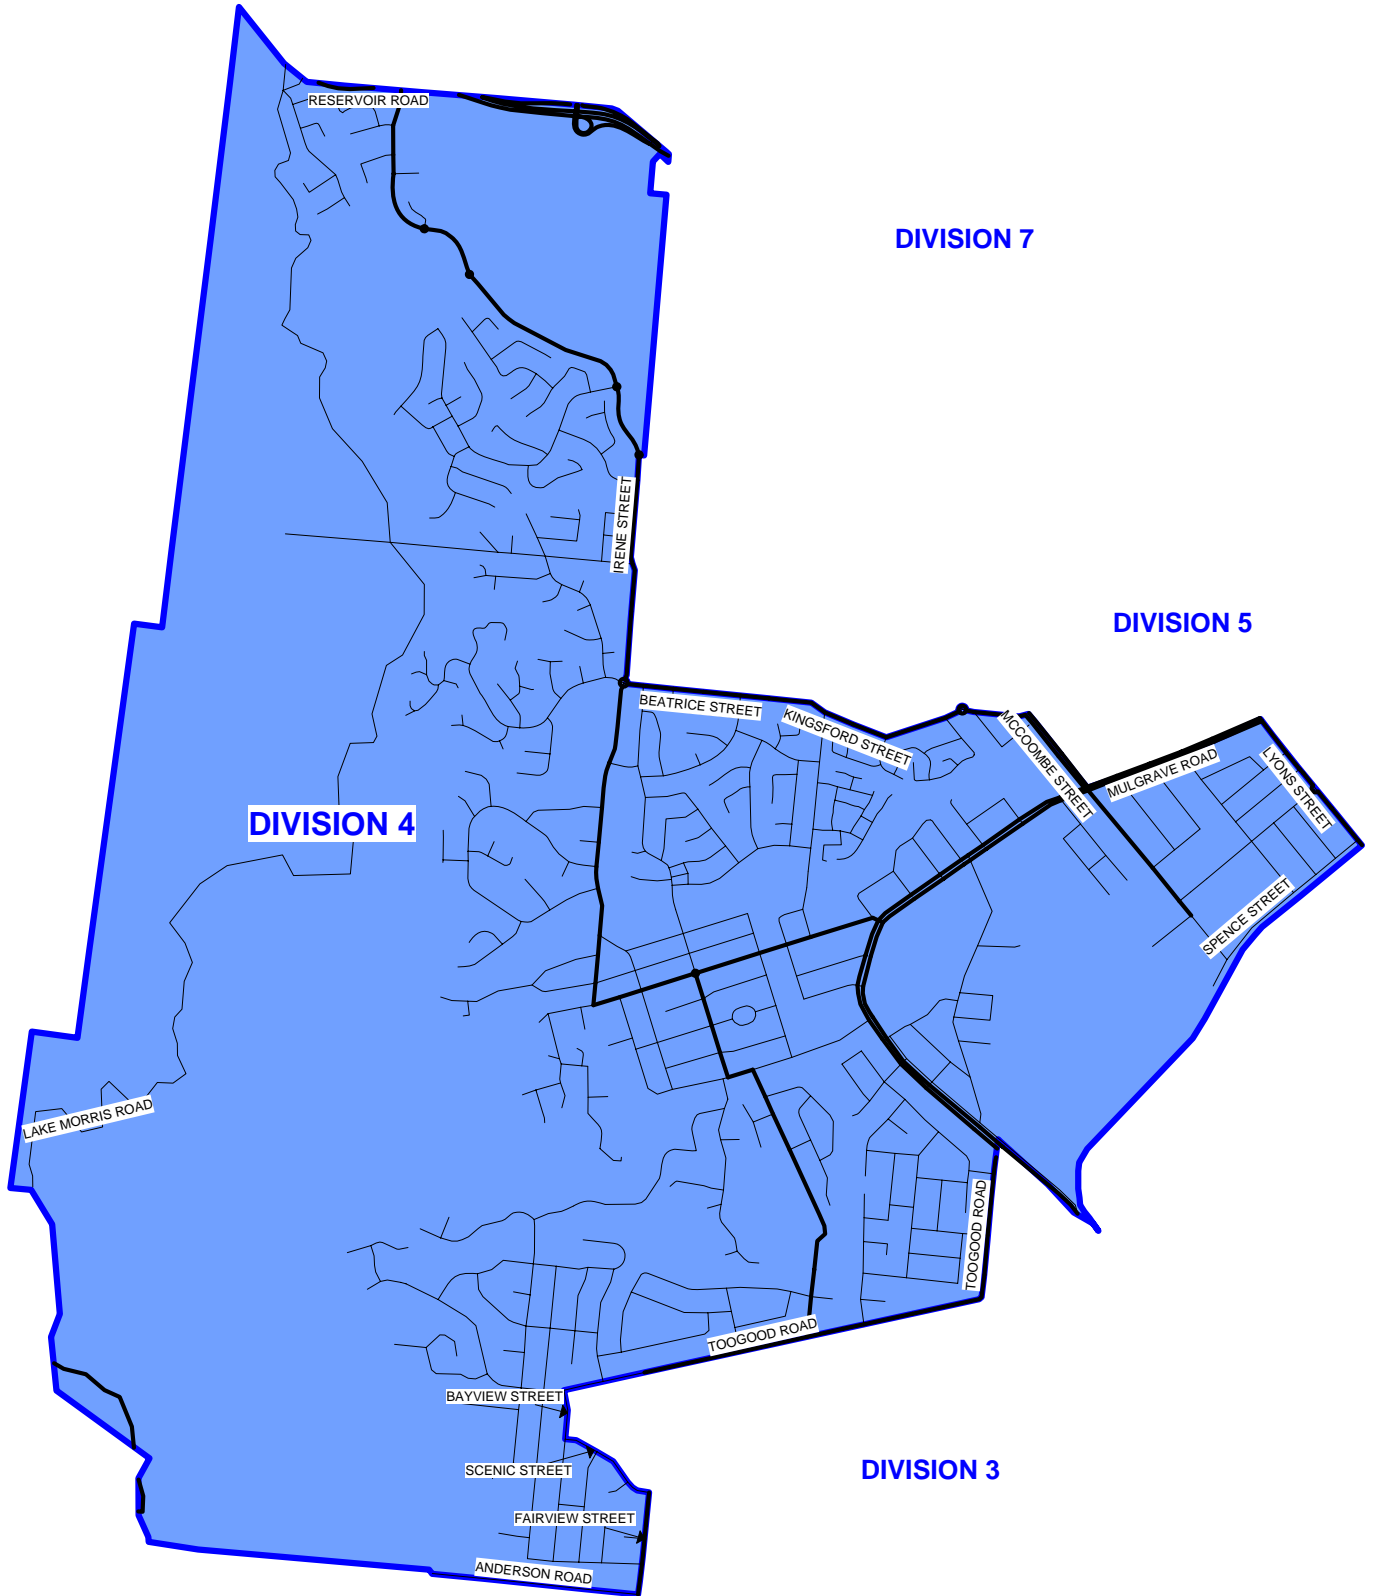 RESERVOIR ROAD
DIVISION 7
IRENE STREET
DIVISION 5
BEATRICE STREET
KINGSFORD STREET
MCCOOMBE STREET
MULGRAVE ROAD
LYONS STREET
DIVISION 4
SPENCE STREET
LAKE MORRIS ROAD
TOOGOOD ROAD
TOOGOOD ROAD
BAYVIEW STREET
SCENIC STREET
DIVISION 3
FAIRVIEW STREET
ANDERSON ROAD